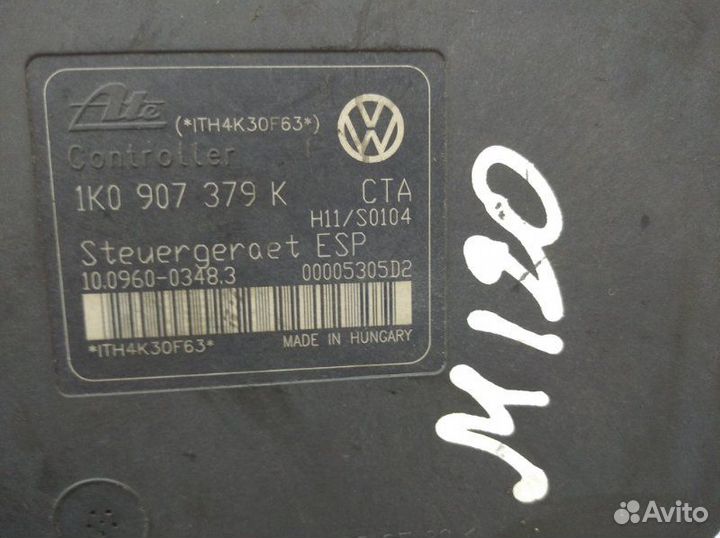 Ate (*ITH4K30F63*)
Controller
1K0 907 379 K CTA
H11/S0104
Steuergeraet ESP
10.0960-0348.3 00005305D2
*ITH4K30F63* MADE IN HUNGARY
M120
Avito